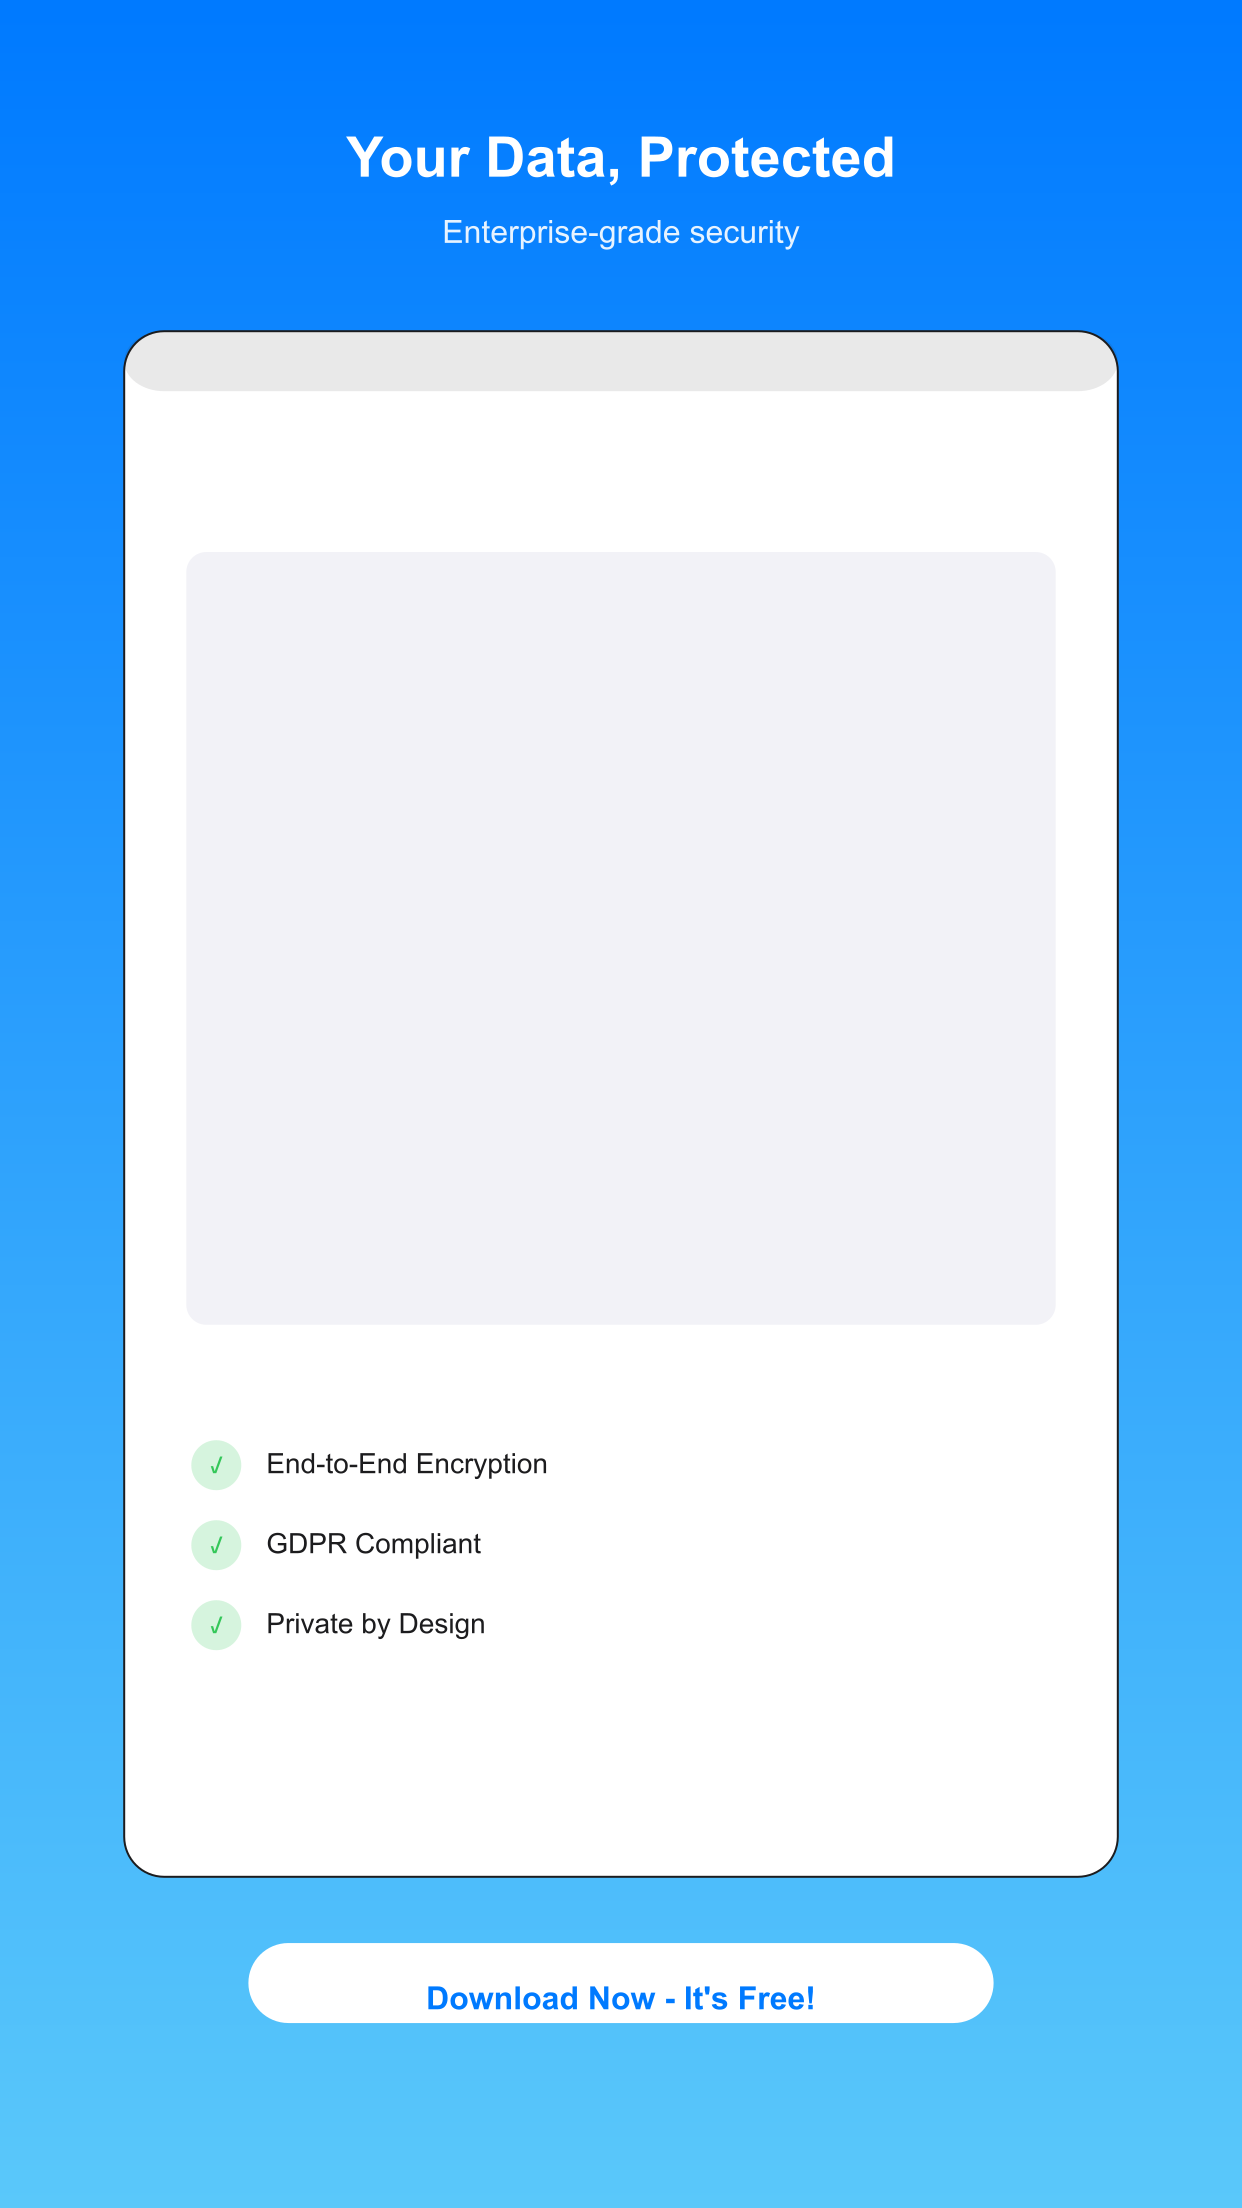 Your Data, Protected
Enterprise-grade security
✓ End-to-End Encryption
✓ GDPR Compliant
✓ Private by Design
Download Now - It's Free!